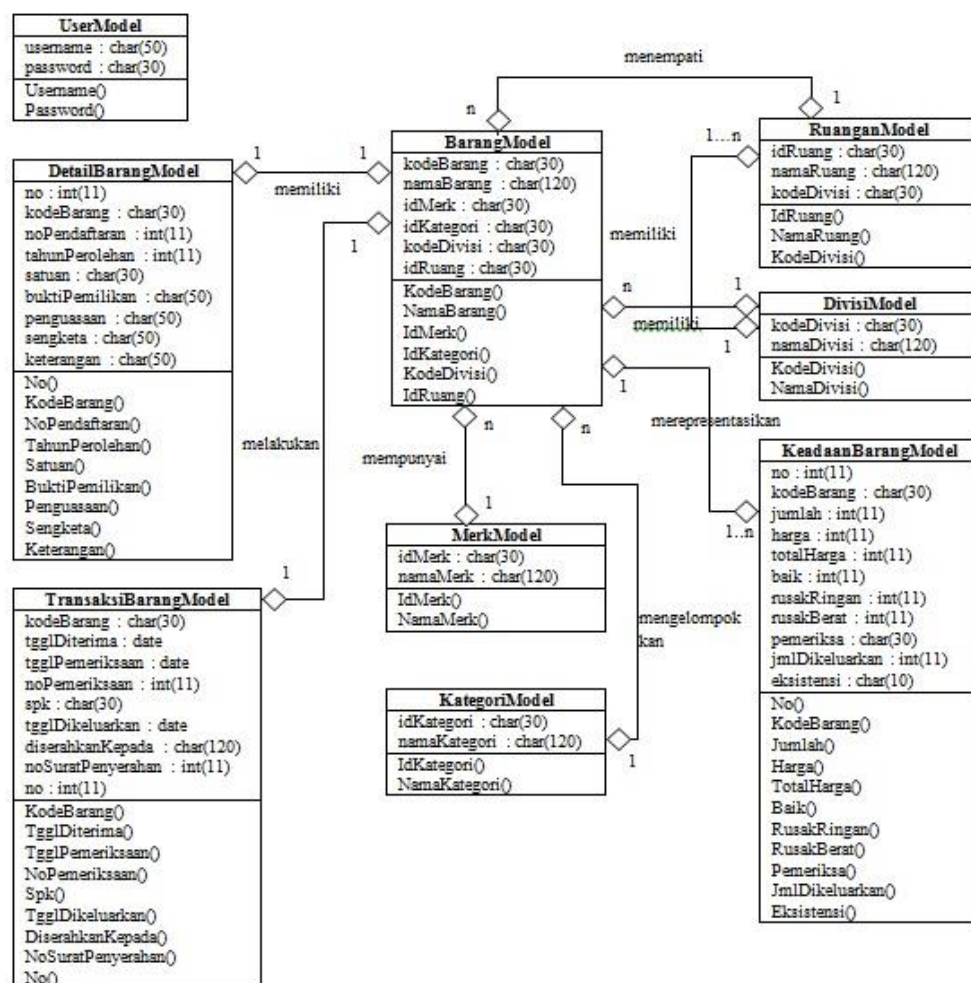 UserModel
username : char(50)
password : char(30)
Username()
Password()
menempati
n
1
BarangModel
kodeBarang : char(30)
namaBarang : char(120)
idMerk : char(30)
idKategori : char(30)
kodeDivisi : char(30)
idRuang : char(30)
KodeBarang()
NamaBarang()
IdMerk()
IdKategori()
KodeDivisi()
IdRuang()
1...n
RuanganModel
idRuang : char(30)
namaRuang : char(120)
kodeDivisi : char(30)
IdRuang()
NamaRuang()
KodeDivisi()
1
1
memiliki
DetailBarangModel
no : int(11)
kodeBarang : char(30)
noPendaftaran : int(11)
tahunPerolehan : int(11)
satuan : char(30)
buktiPemilikan : char(50)
penguasaan : char(50)
sengketa : char(50)
keterangan : char(50)
No()
KodeBarang()
NoPendaftaran()
TahunPerolehan()
Satuan()
BuktiPemilikan()
Penguasaan()
Sengketa()
Keterangan()
1
melakukan
1
memiliki
n
1
memiliki
1
DivisiModel
kodeDivisi : char(30)
namaDivisi : char(120)
KodeDivisi()
NamaDivisi()
1
merepresentasikan
1..n
KeadaanBarangModel
no : int(11)
kodeBarang : char(30)
jumlah : int(11)
harga : int(11)
totalHarga : int(11)
baik : int(11)
rusakRingan : int(11)
rusakBerat : int(11)
pemeriksa : char(30)
jmlDikeluarkan : int(11)
eksistensi : char(10)
No()
KodeBarang()
Jumlah()
Harga()
TotalHarga()
Baik()
RusakRingan()
RusakBerat()
Pemeriksa()
JmlDikeluarkan()
Eksistensi()
n
mempunyai
1
MerkModel
idMerk : char(30)
namaMerk : char(120)
IdMerk()
NamaMerk()
n
mengelompok
kan
1
KategoriModel
idKategori : char(30)
namaKategori : char(120)
IdKategori()
NamaKategori()
TransaksiBarangModel
kodeBarang : char(30)
tgglDiterima : date
tgglPemeriksaan : date
noPemeriksaan : int(11)
spk : char(30)
tgglDikeluarkan : date
diserahkanKepada : char(120)
noSuratPenyerahan : int(11)
no : int(11)
KodeBarang()
TgglDiterima()
TgglPemeriksaan()
NoPemeriksaan()
Spk()
TgglDikeluarkan()
DiserahkanKepada()
NoSuratPenyerahan()
No()